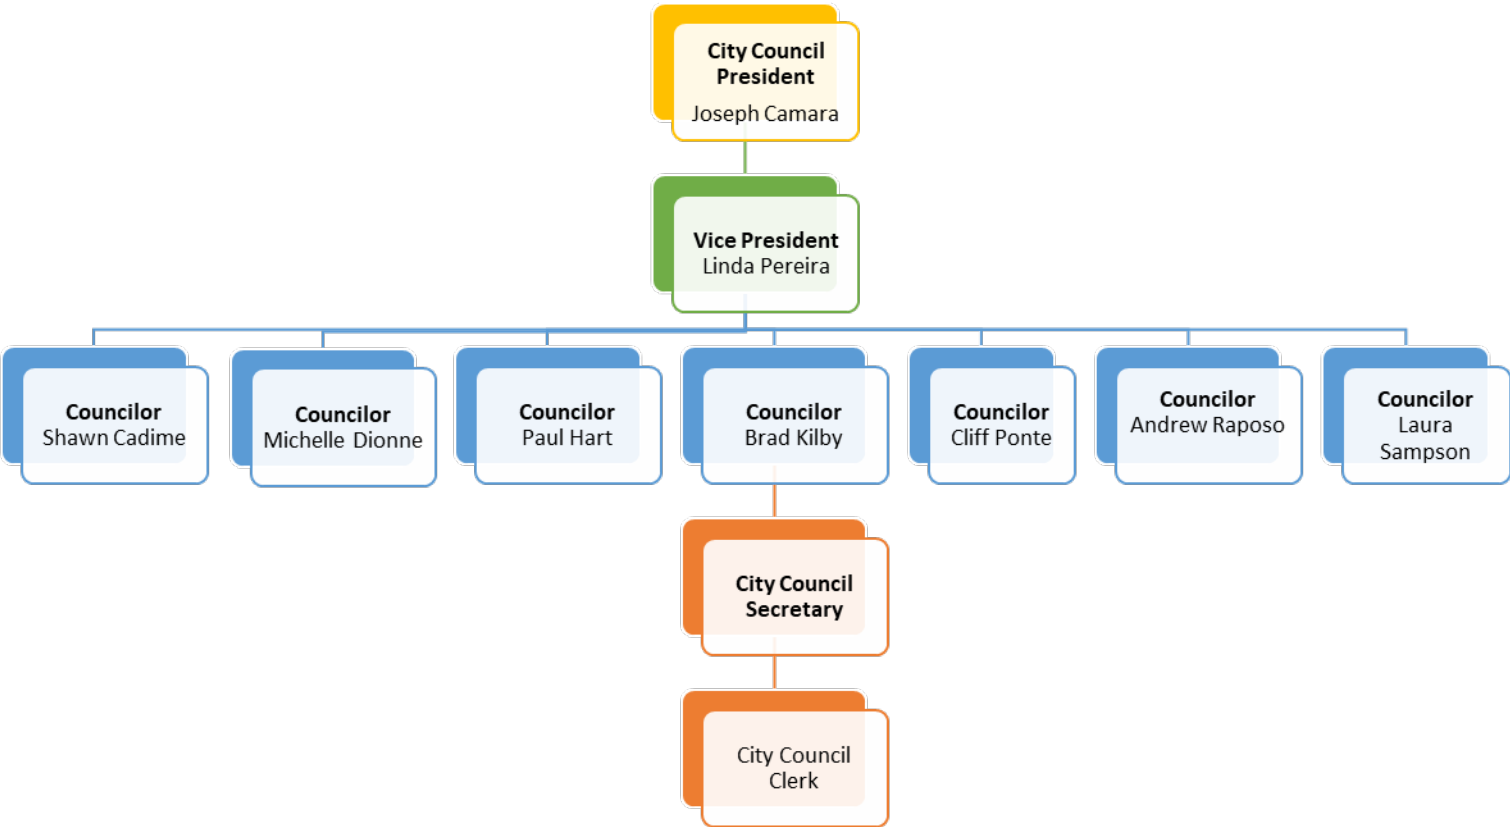 City Council
President
Joseph Camara
Vice President
Linda Pereira
Councilor
Shawn Cadime
Councilor
Michelle Dionne
Councilor
Paul Hart
Councilor
Brad Kilby
Councilor
Cliff Ponte
Councilor
Andrew Raposo
Councilor
Laura
Sampson
City Council
Secretary
City Council
Clerk